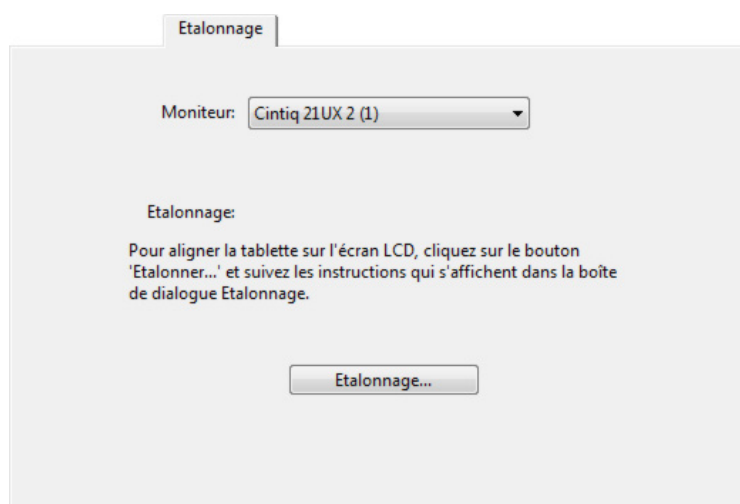 Etalonnage
Moniteur: Cintiq 21UX 2 (1)
Etalonnage:
Pour aligner la tablette sur l'écran LCD, cliquez sur le bouton
'Etalonner...' et suivez les instructions qui s'affichent dans la boîte
de dialogue Etalonnage.
Etalonnage...